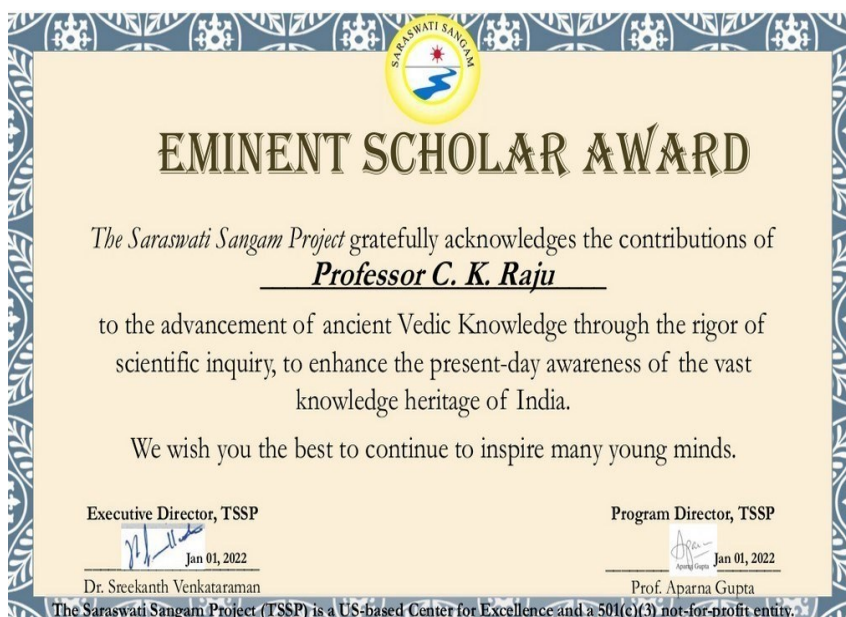 SARASWATI SANGAM
EMINENT SCHOLAR AWARD
The Saraswati Sangam Project gratefully acknowledges the contributions of
Professor C. K. Raju
to the advancement of ancient Vedic Knowledge through the rigor of
scientific inquiry, to enhance the present-day awareness of the vast
knowledge heritage of India.
We wish you the best to continue to inspire many young minds.
Executive Director, TSSP
Jan 01, 2022
Dr. Sreekanth Venkataraman
Program Director, TSSP
Aparna Gupta
Jan 01, 2022
Prof. Aparna Gupta
The Saraswati Sangam Project (TSSP) is a US-based Center for Excellence and a 501(c)(3) not-for-profit entity.